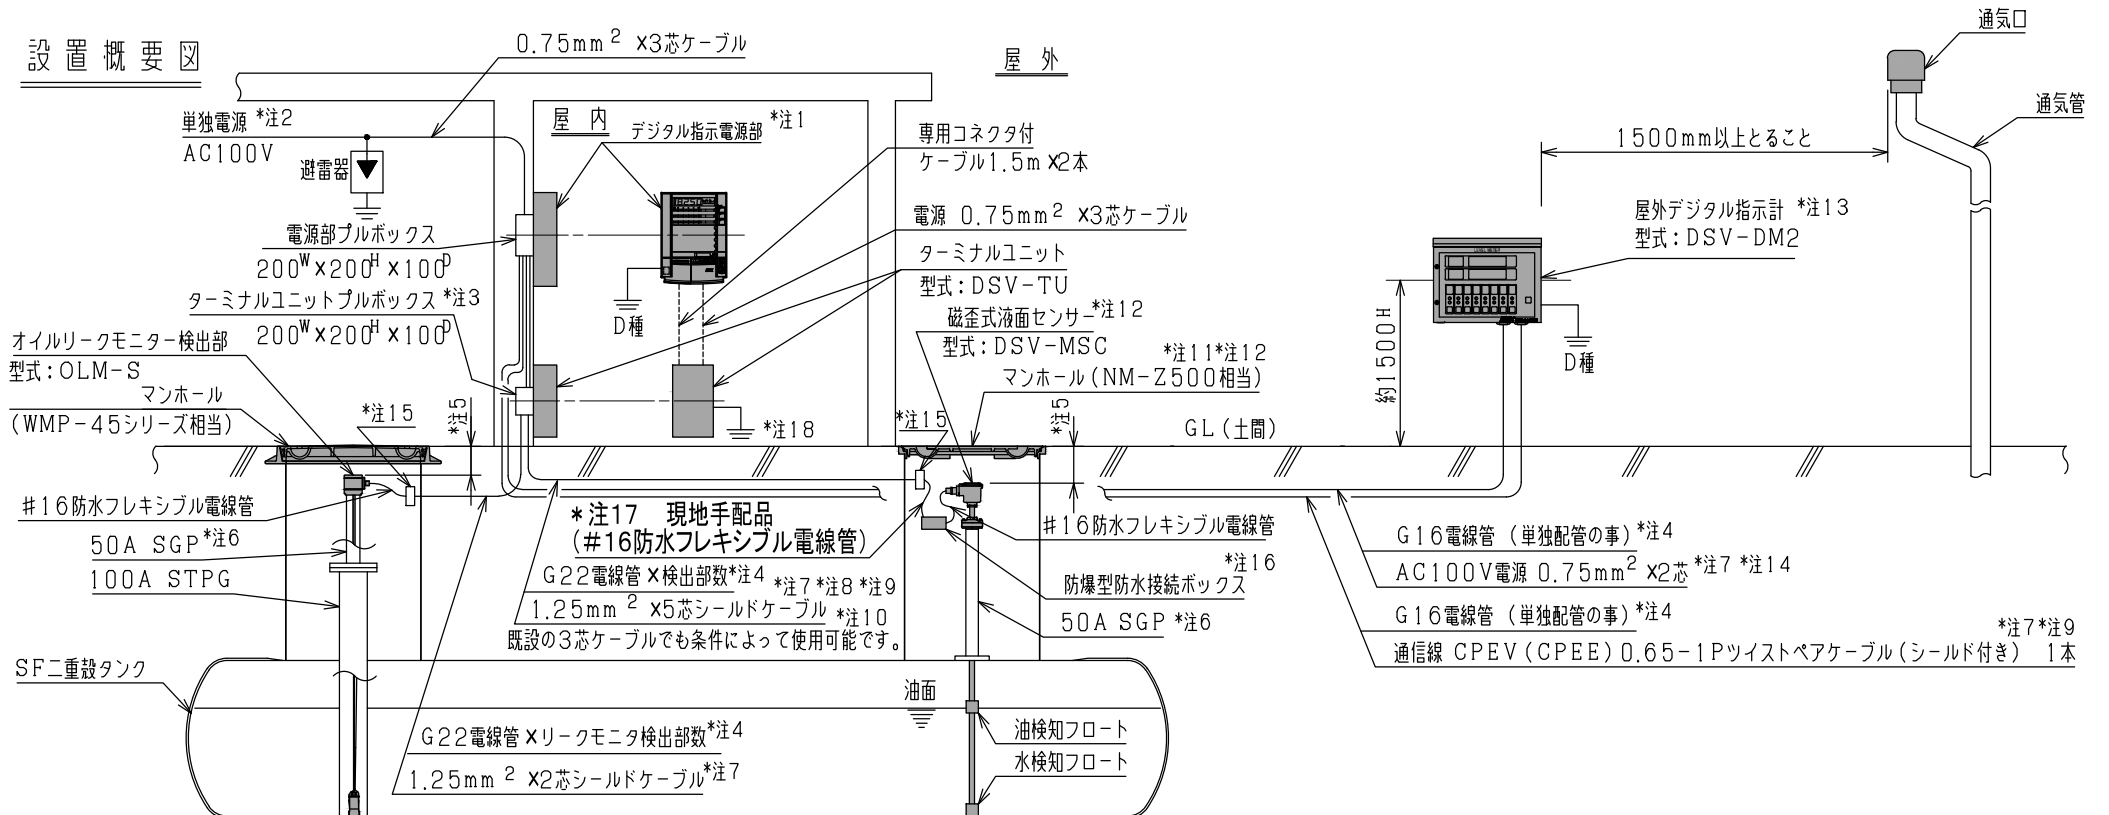 設置概要図
0.75mm² ×3芯ケーブル
屋外
通気口
単独電源 *注2
AC100V
避雷器
屋内
デジタル指示電源部 *注1
専用コネクタ付
ケーブル1.5m×2本
1500mm以上とること
通気管
電源部プルボックス
200ᵂ×200ᴴ×100ᴰ
ターミナルユニットプルボックス *注3
200ᵂ×200ᴴ×100ᴰ
電源 0.75mm² ×3芯ケーブル
ターミナルユニット
型式:DSV-TU
屋外デジタル指示計 *注13
型式:DSV-DM2
D種
磁歪式液面センサー*注12
型式:DSV-MSC
約1500ᴴ
D種
オイルリークモニター検出部
型式:OLM-S
マンホール
(WMP-45シリーズ相当)
*注15
*注5
*注18
*注11*注12
マンホール(NM-Z500相当)
*注15
*注5
GL(土間)
#16防水フレキシブル電線管
50A SGP*注6
100A STPG
*注17 現地手配品
(#16防水フレキシブル電線管)
G22電線管×検出部数*注4
*注7 *注8 *注9
1.25mm² ×5芯シールドケーブル *注10
既設の3芯ケーブルでも条件によって使用可能です。
#16防水フレキシブル電線管
*注16
防爆型防水接続ボックス
50A SGP *注6
G16電線管 (単独配管の事)*注4
AC100V電源 0.75mm² ×2芯*注7 *注14
G16電線管 (単独配管の事)*注4
*注7*注9
通信線 CPEV(CPEE)0.65-1Pツイストペアケーブル(シールド付き) 1本
SF二重殻タンク
油面
油検知フロート
水検知フロート
G22電線管×リークモニタ検出部数*注4
1.25mm² ×2芯シールドケーブル*注7